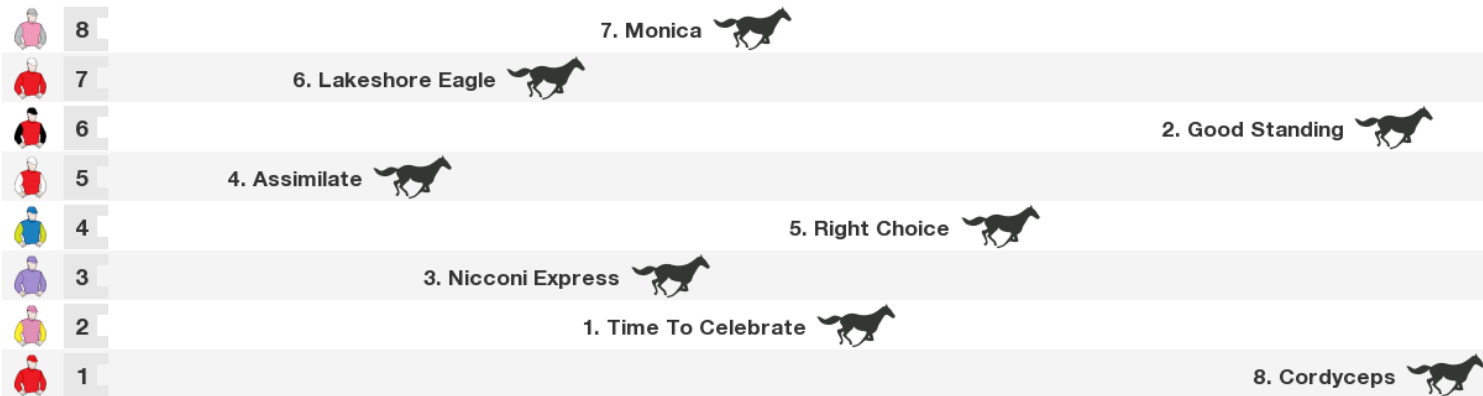 8 7. Monica
7 6. Lakeshore Eagle
6 2. Good Standing
5 4. Assimilate
4 5. Right Choice
3 3. Nicconi Express
2 1. Time To Celebrate
1 8. Cordyceps